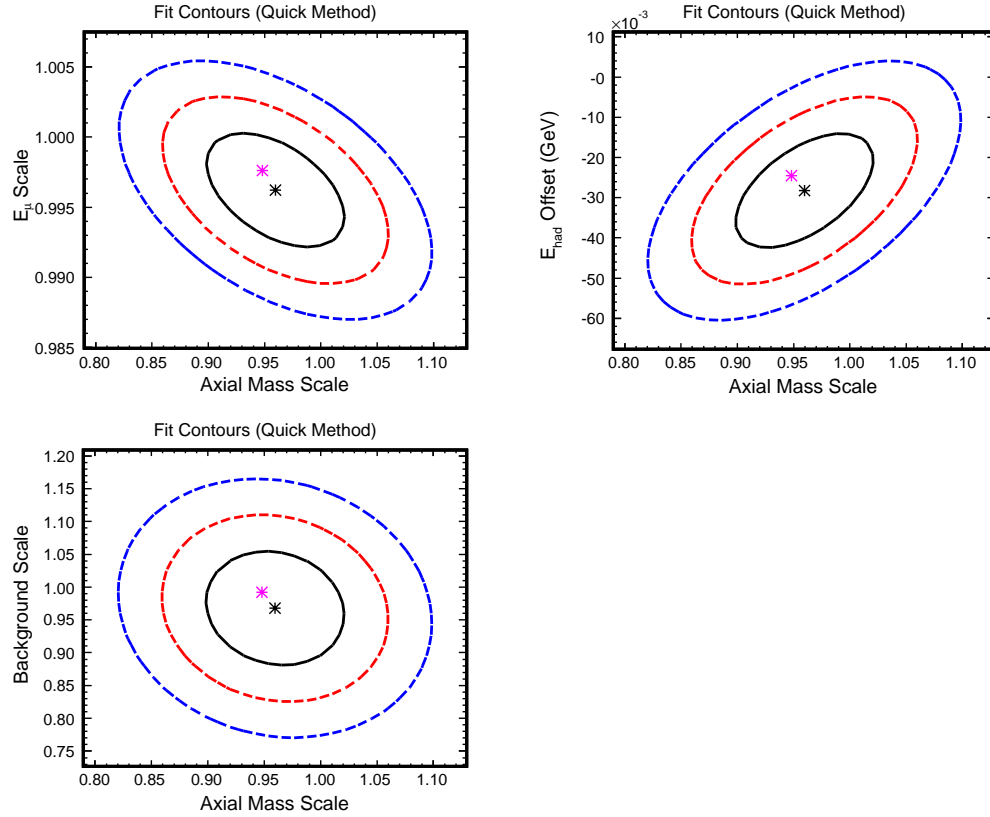 Fit Contours (Quick Method)
1.005
1.000
0.995
0.990
0.985
E_μ Scale
0.80 0.85 0.90 0.95 1.00 1.05 1.10
Axial Mass Scale
Fit Contours (Quick Method)
×10⁻³
10
-0
-10
-20
-30
-40
-50
-60
E_had Offset (GeV)
0.80 0.85 0.90 0.95 1.00 1.05 1.10
Axial Mass Scale
Fit Contours (Quick Method)
1.20
1.15
1.10
1.05
1.00
0.95
0.90
0.85
0.80
0.75
Background Scale
0.80 0.85 0.90 0.95 1.00 1.05 1.10
Axial Mass Scale